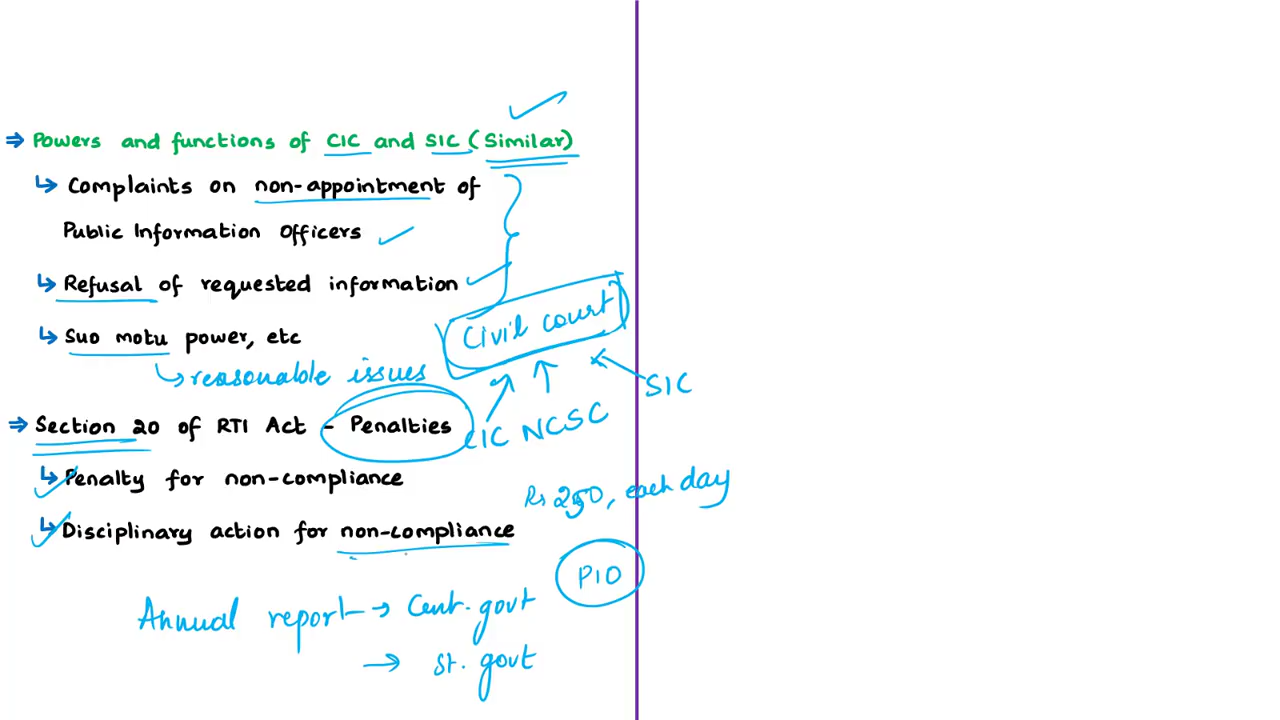 ⇒ Powers and functions of CIC and SIC (Similar)
↳ Complaints on non-appointment of
Public Information Officers
↳ Refusal of requested information
↳ Suo motu power, etc
↳ reasonable issues
Civil court
CIC NCSC
SIC
⇒ Section 20 of RTI Act - Penalties
↳ Penalty for non-compliance
Rs 250, each day
↳ Disciplinary action for non-compliance
PIO
Annual report → Cent. govt
→ St. govt